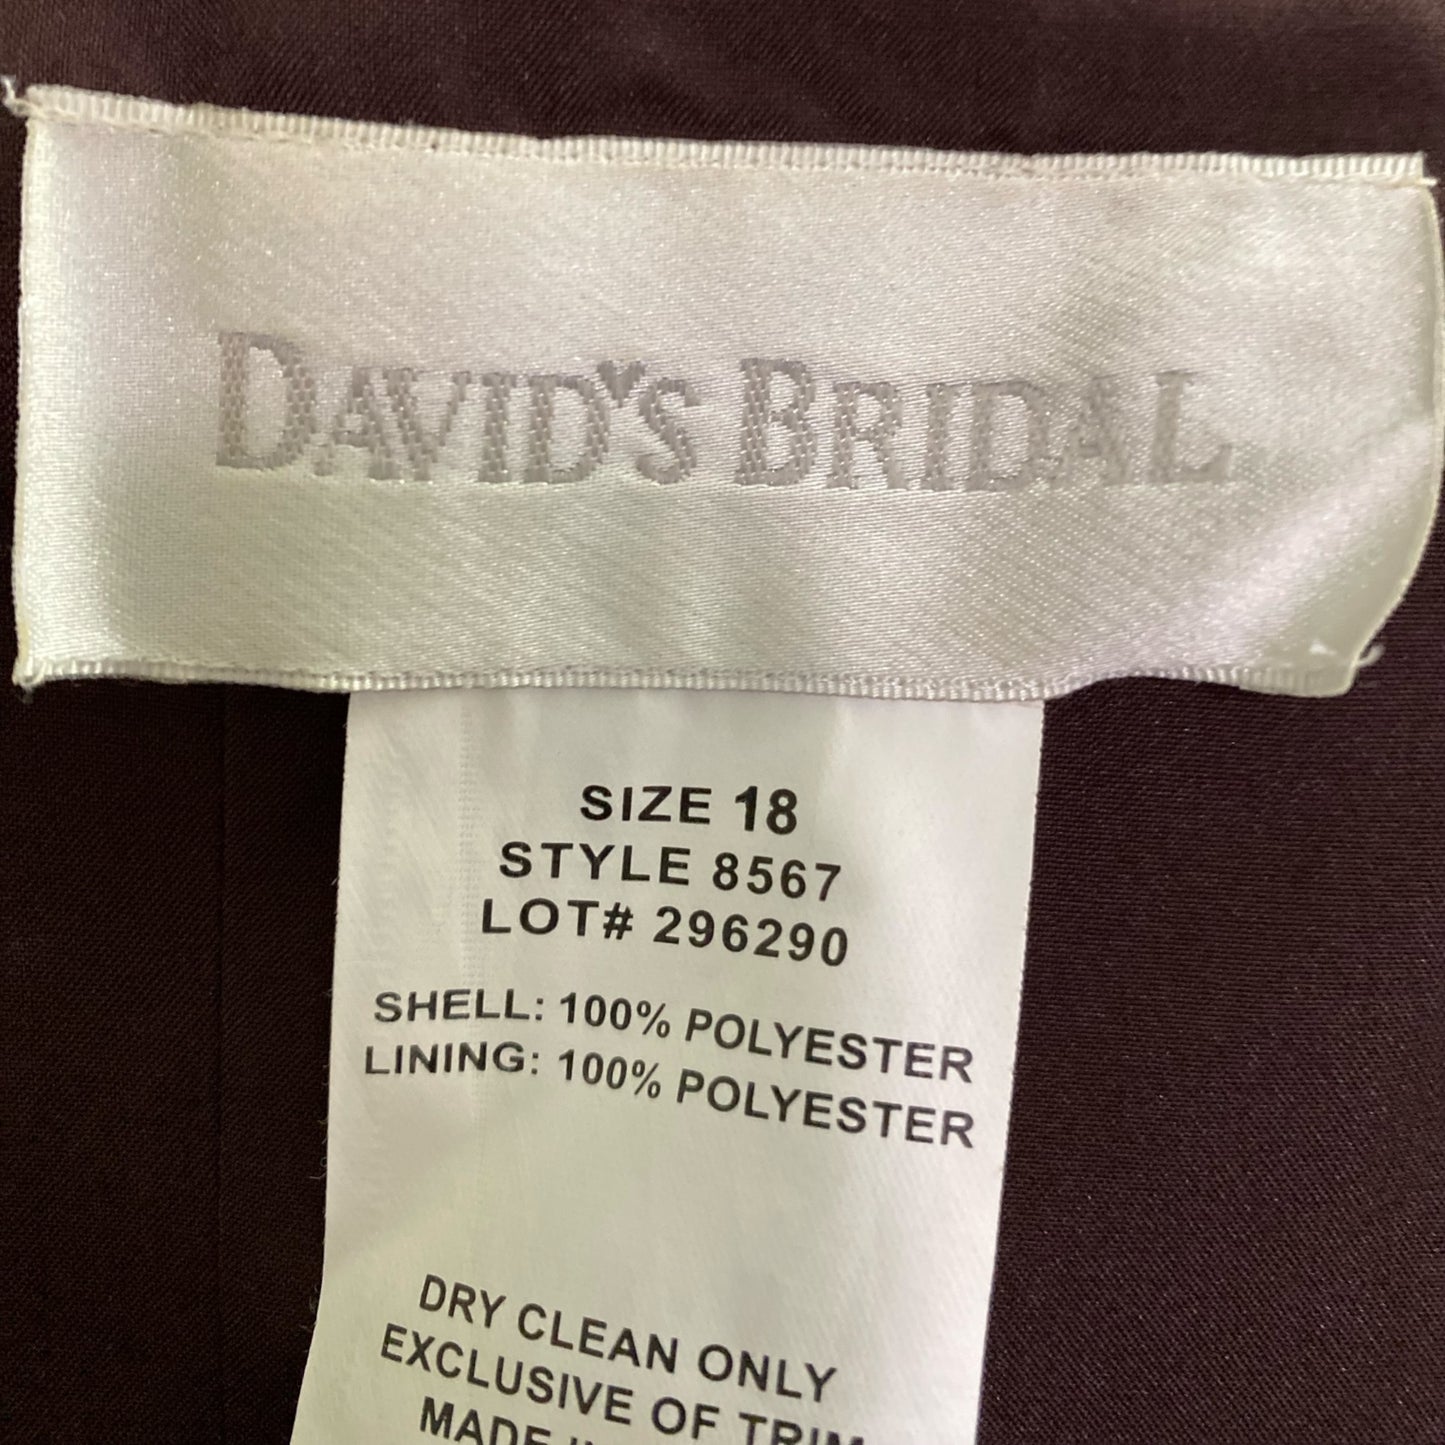 DAVID'S BRIDAL
SIZE 18
STYLE 8567
LOT# 296290
SHELL: 100% POLYESTER
LINING: 100% POLYESTER
DRY CLEAN ONLY
EXCLUSIVE OF TRIM
MADE